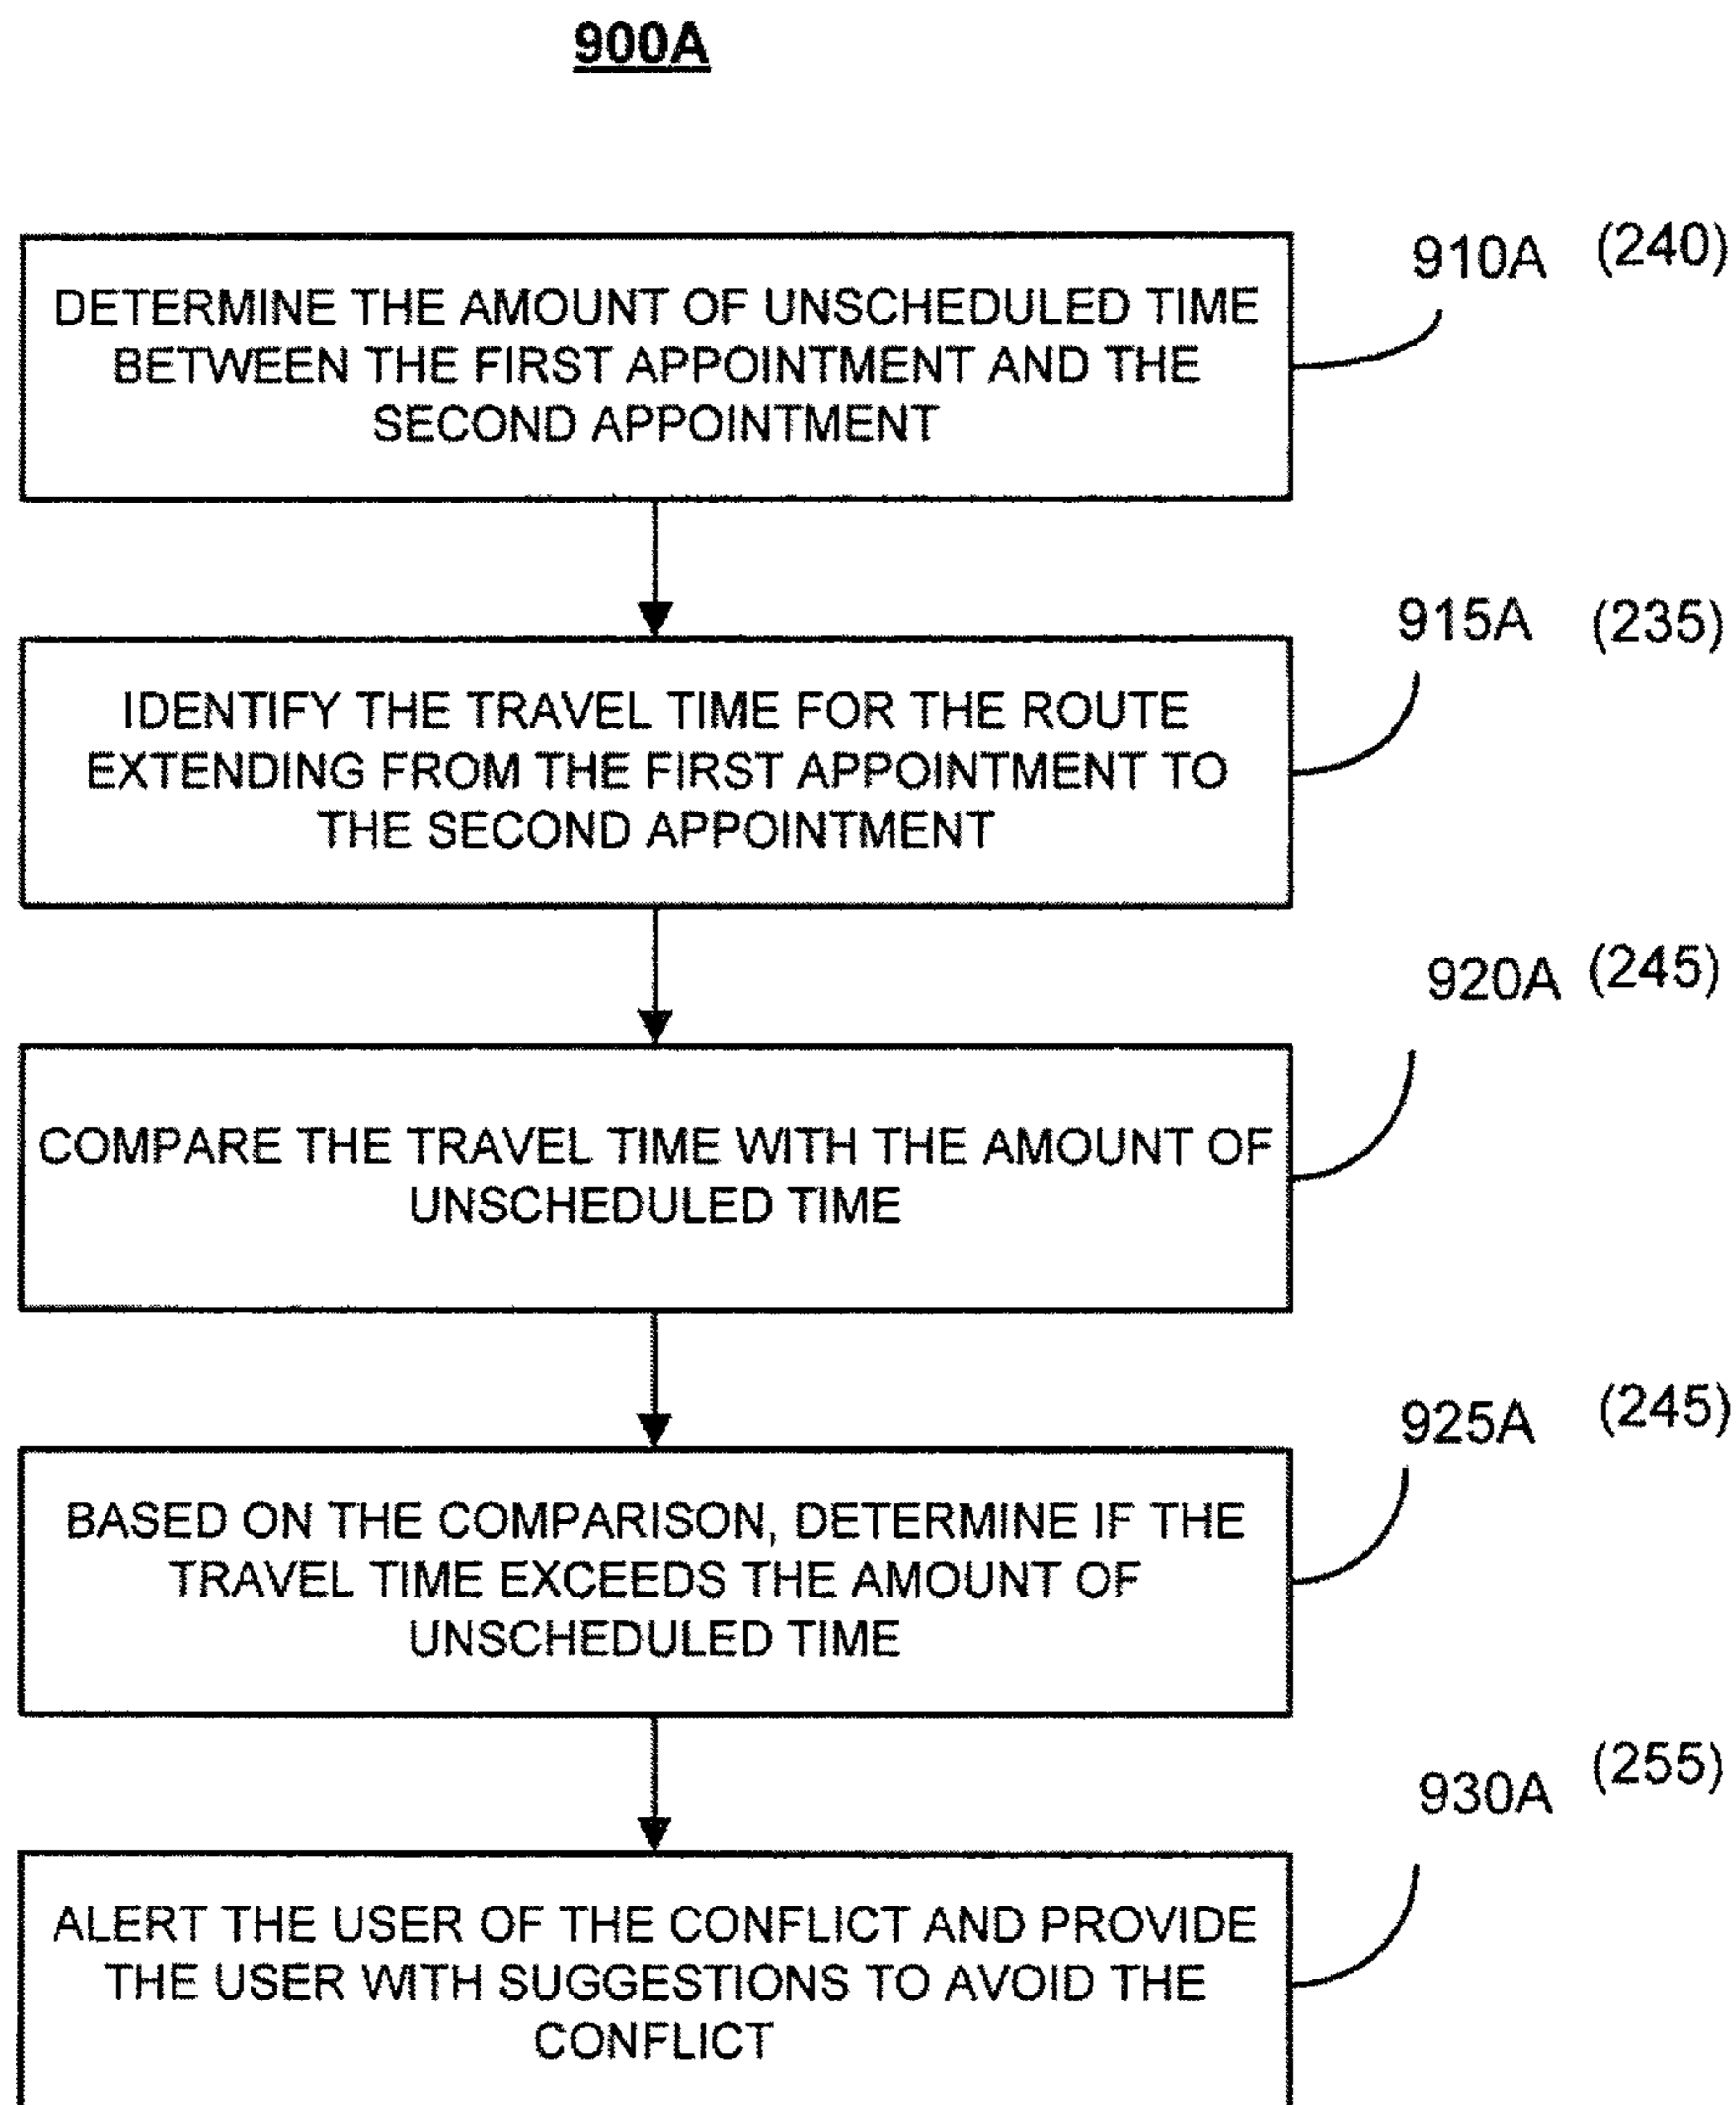 900A
910A (240)
DETERMINE THE AMOUNT OF UNSCHEDULED TIME
BETWEEN THE FIRST APPOINTMENT AND THE
SECOND APPOINTMENT
915A (235)
IDENTIFY THE TRAVEL TIME FOR THE ROUTE
EXTENDING FROM THE FIRST APPOINTMENT TO
THE SECOND APPOINTMENT
920A (245)
COMPARE THE TRAVEL TIME WITH THE AMOUNT OF
UNSCHEDULED TIME
925A (245)
BASED ON THE COMPARISON, DETERMINE IF THE
TRAVEL TIME EXCEEDS THE AMOUNT OF
UNSCHEDULED TIME
930A (255)
ALERT THE USER OF THE CONFLICT AND PROVIDE
THE USER WITH SUGGESTIONS TO AVOID THE
CONFLICT